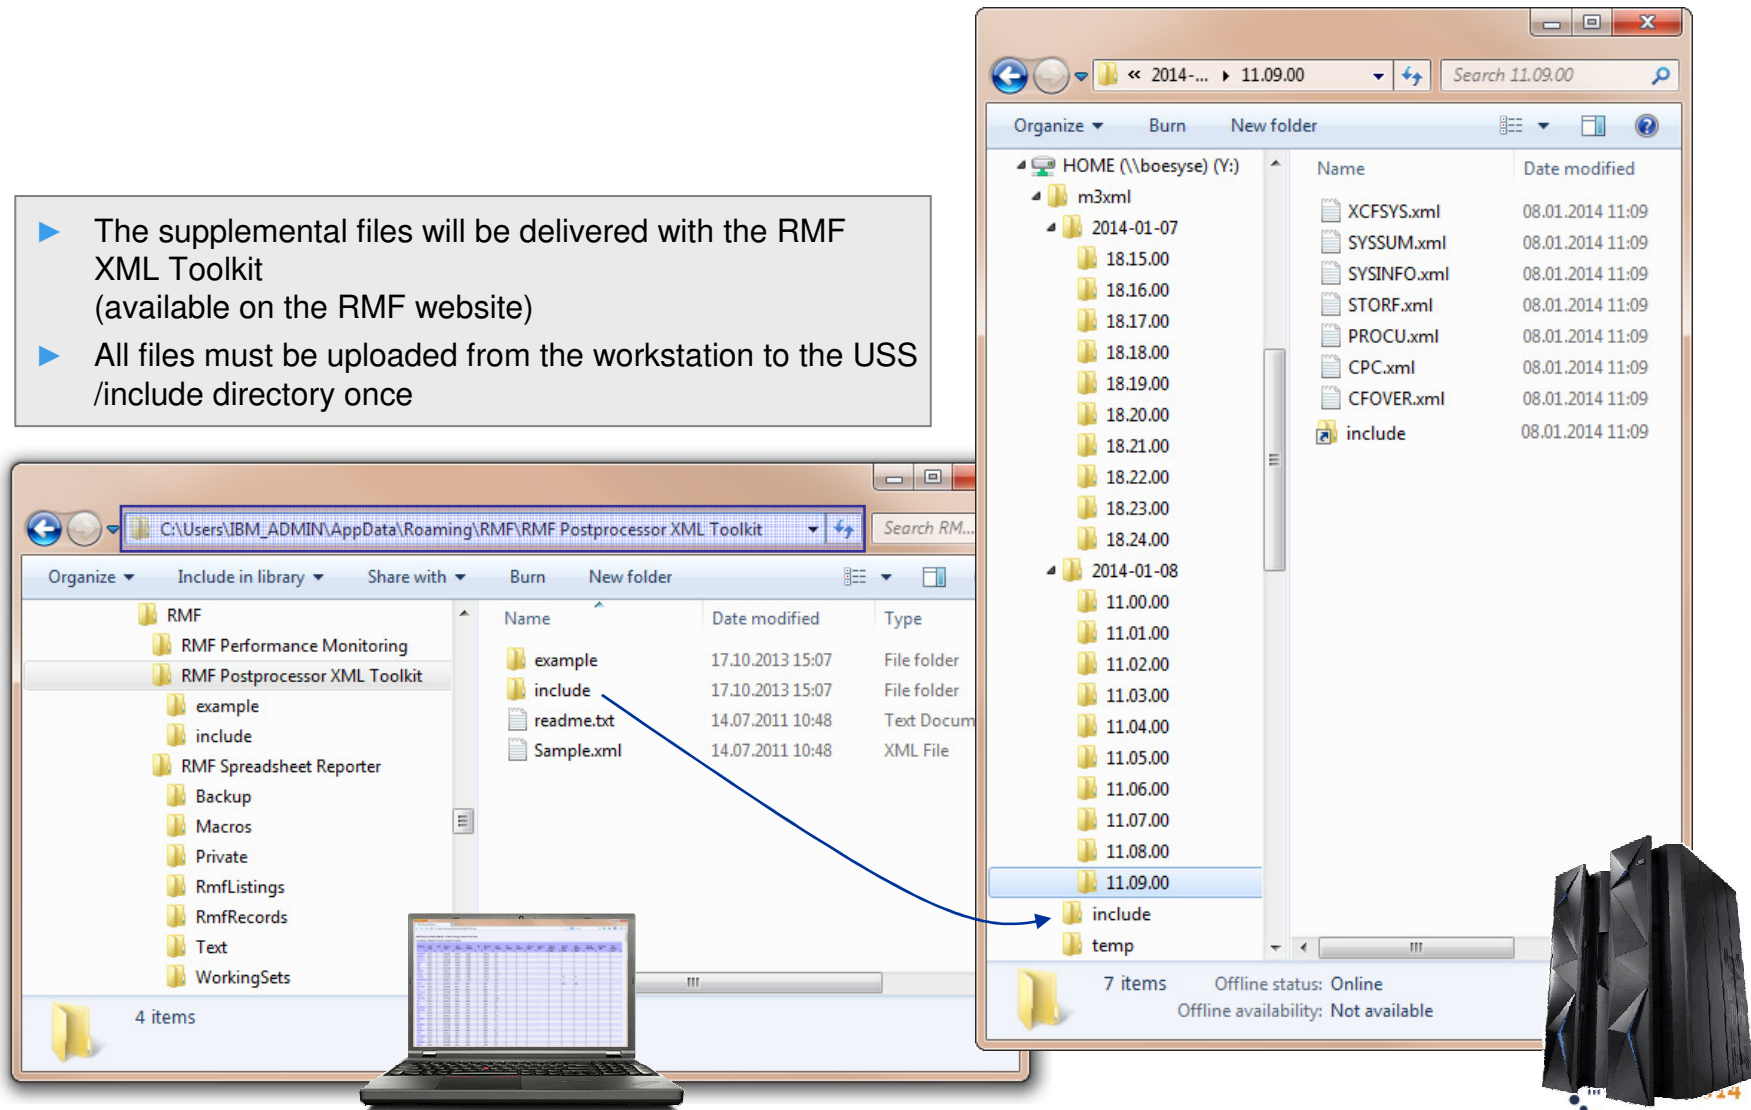 The supplemental files will be delivered with the RMF
XML Toolkit
(available on the RMF website)
All files must be uploaded from the workstation to the USS
/include directory once
C:\Users\IBM_ADMIN\AppData\Roaming\RMF\RMF Postprocessor XML Toolkit
Search RM...
Organize
Include in library
Share with
Burn
New folder
RMF
RMF Performance Monitoring
RMF Postprocessor XML Toolkit
example
include
RMF Spreadsheet Reporter
Backup
Macros
Private
RmfListings
RmfRecords
Text
WorkingSets
Name Date modified Type
example 17.10.2013 15:07 File folder
include 17.10.2013 15:07 File folder
readme.txt 14.07.2011 10:48 Text Docum
Sample.xml 14.07.2011 10:48 XML File
4 items
« 2014-... 11.09.00
Search 11.09.00
Organize
Burn
New folder
HOME (\\boesyse) (Y:)
m3xml
2014-01-07
18.15.00
18.16.00
18.17.00
18.18.00
18.19.00
18.20.00
18.21.00
18.22.00
18.23.00
18.24.00
2014-01-08
11.00.00
11.01.00
11.02.00
11.03.00
11.04.00
11.05.00
11.06.00
11.07.00
11.08.00
11.09.00
include
temp
Name Date modified
XCFSYS.xml 08.01.2014 11:09
SYSSUM.xml 08.01.2014 11:09
SYSINFO.xml 08.01.2014 11:09
STORF.xml 08.01.2014 11:09
PROCU.xml 08.01.2014 11:09
CPC.xml 08.01.2014 11:09
CFOVER.xml 08.01.2014 11:09
include 08.01.2014 11:09
7 items Offline status: Online
Offline availability: Not available